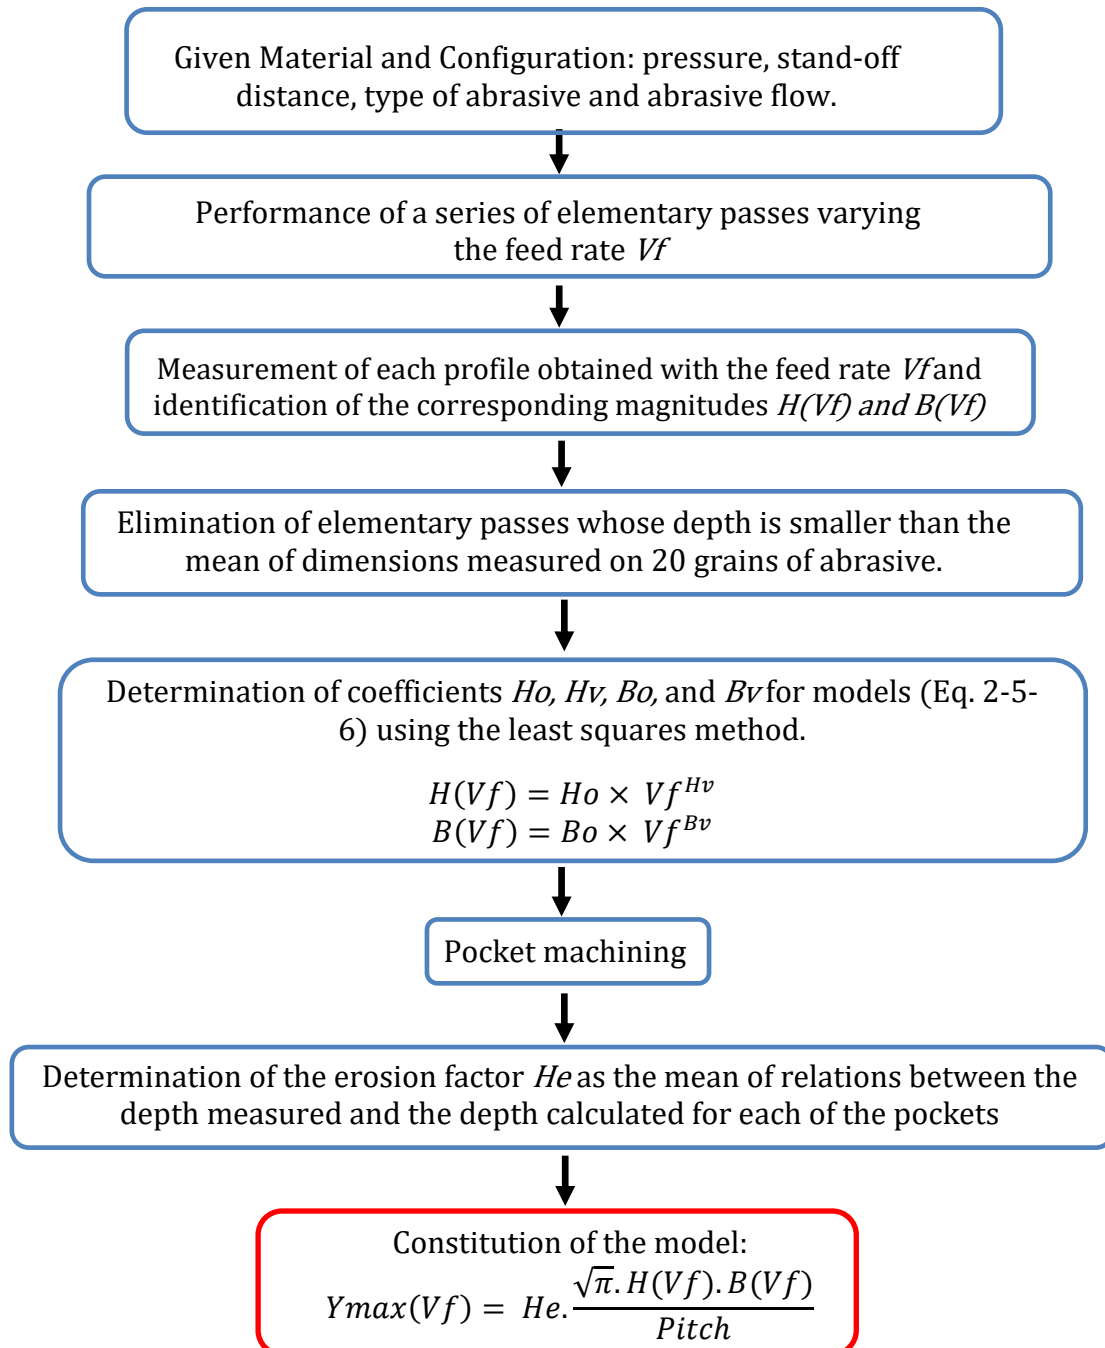 Given Material and Configuration: pressure, stand-off
distance, type of abrasive and abrasive flow.
Performance of a series of elementary passes varying
the feed rate Vf
Measurement of each profile obtained with the feed rate Vf and
identification of the corresponding magnitudes H(Vf) and B(Vf)
Elimination of elementary passes whose depth is smaller than the
mean of dimensions measured on 20 grains of abrasive.
Determination of coefficients Ho, Hv, Bo, and Bv for models (Eq. 2-5-
6) using the least squares method.
H(Vf) = Ho × Vf^{Hv}
B(Vf) = Bo × Vf^{Bv}
Pocket machining
Determination of the erosion factor He as the mean of relations between the
depth measured and the depth calculated for each of the pockets
Constitution of the model:
Ymax(Vf) = He. \frac{\sqrt{π}. H(Vf). B(Vf)}{Pitch}